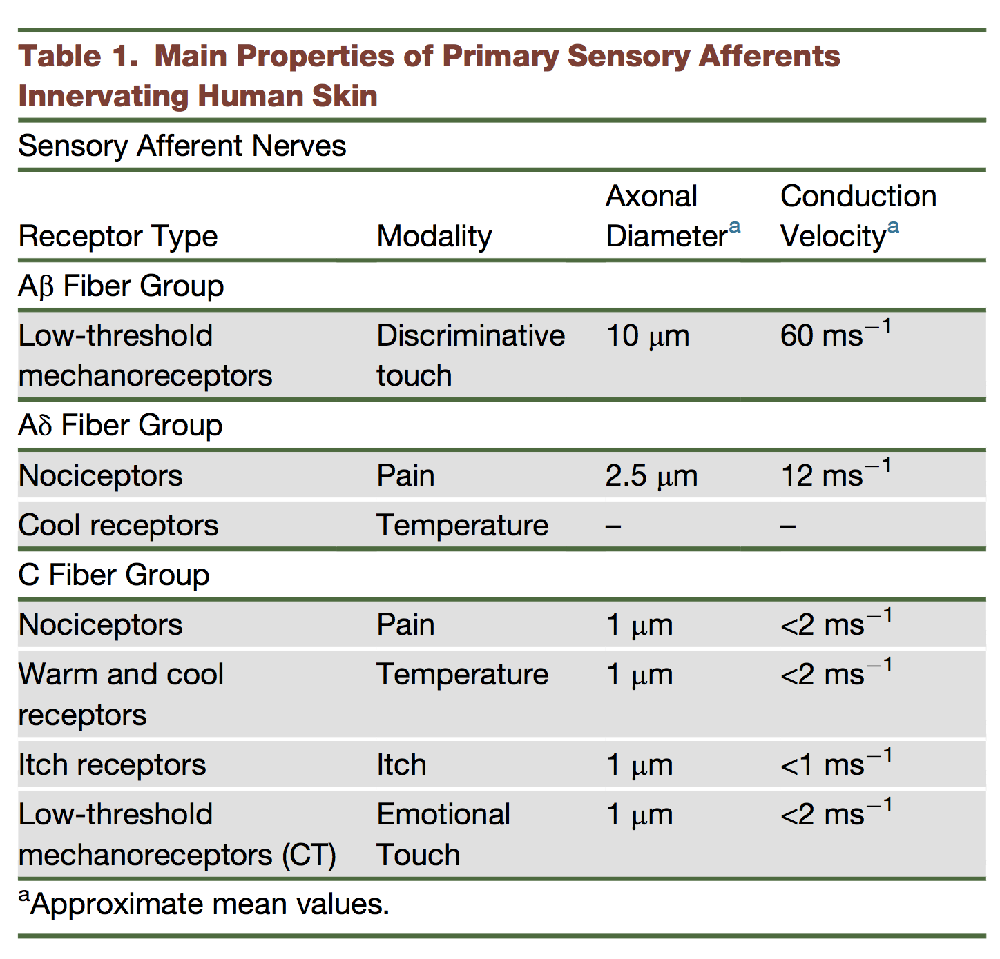 Table 1. Main Properties of Primary Sensory Afferents
Innervating Human Skin
Sensory Afferent Nerves
Receptor Type Modality Axonal Diameterᵃ Conduction Velocityᵃ
Aβ Fiber Group
Low-threshold mechanoreceptors Discriminative touch 10 μm 60 ms⁻¹
Aδ Fiber Group
Nociceptors Pain 2.5 μm 12 ms⁻¹
Cool receptors Temperature – –
C Fiber Group
Nociceptors Pain 1 μm <2 ms⁻¹
Warm and cool receptors Temperature 1 μm <2 ms⁻¹
Itch receptors Itch 1 μm <1 ms⁻¹
Low-threshold mechanoreceptors (CT) Emotional Touch 1 μm <2 ms⁻¹
ᵃApproximate mean values.